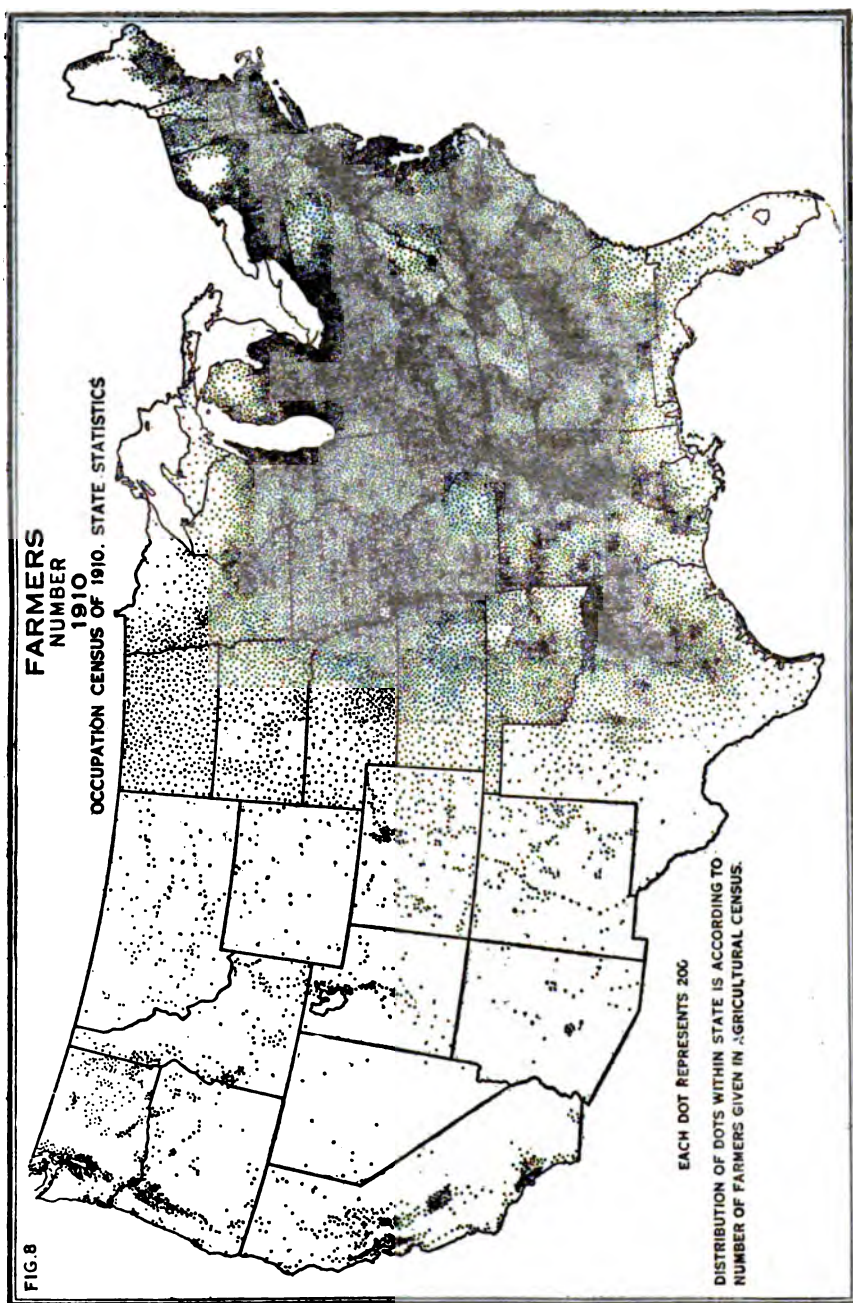 FIG.8
FARMERS
NUMBER
1910
OCCUPATION CENSUS OF 1910. STATE STATISTICS
EACH DOT REPRESENTS 200
DISTRIBUTION OF DOTS WITHIN STATE IS ACCORDING TO
NUMBER OF FARMERS GIVEN IN AGRICULTURAL CENSUS.